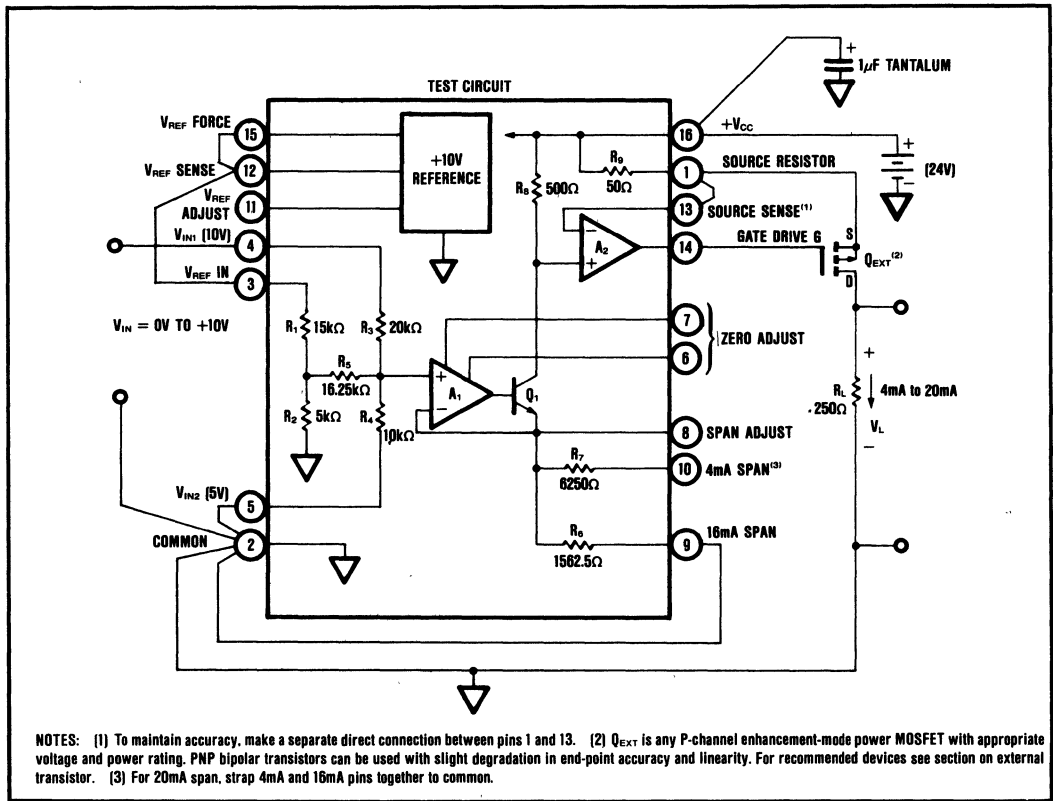 TEST CIRCUIT
1μF TANTALUM
+
VREF FORCE
15
VREF SENSE
12
VREF ADJUST
11
VIN1 (10V)
4
VREF IN
3
VIN = 0V TO +10V
+10V REFERENCE
R8 500Ω
R9 50Ω
16
+VCC
1
SOURCE RESISTOR
13
SOURCE SENSE(1)
14
GATE DRIVE G
+
(24V)
−
−
A2
+
S
QEXT(2)
D
R1 15kΩ
R3 20kΩ
R5 16.25kΩ
R2 5kΩ
R4 10kΩ
+
A1
−
Q1
7
6
ZERO ADJUST
8
SPAN ADJUST
R7 6250Ω
10
4mA SPAN(3)
R6 1562.5Ω
9
16mA SPAN
+
RL 250Ω
4mA to 20mA
VL
−
VIN2 (5V)
5
COMMON
2
NOTES: (1) To maintain accuracy, make a separate direct connection between pins 1 and 13. (2) QEXT is any P-channel enhancement-mode power MOSFET with appropriate
voltage and power rating. PNP bipolar transistors can be used with slight degradation in end-point accuracy and linearity. For recommended devices see section on external
transistor. (3) For 20mA span, strap 4mA and 16mA pins together to common.